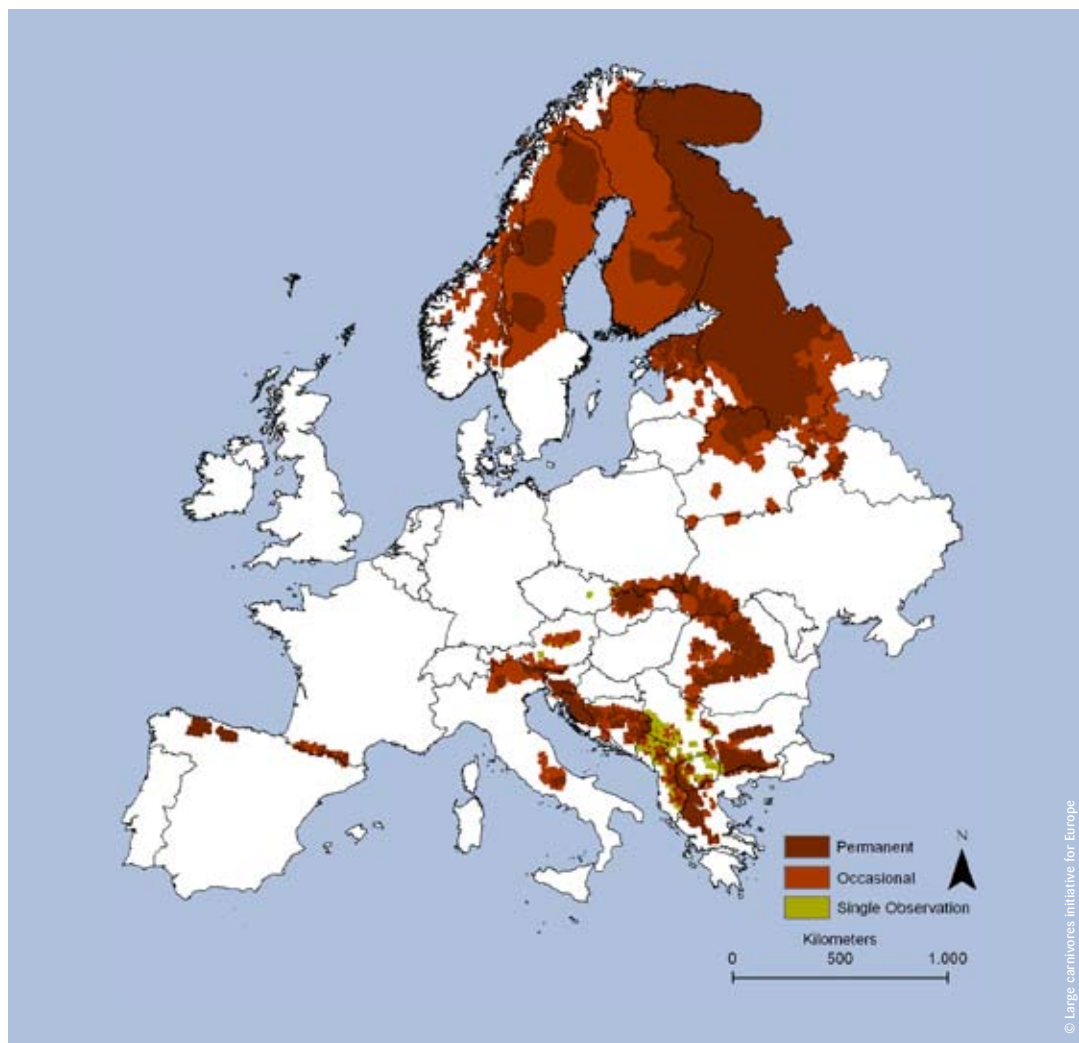 N
Permanent
Occasional
Single Observation
Kilometers
0 500 1.000
© Large carnivores initiative for Europe